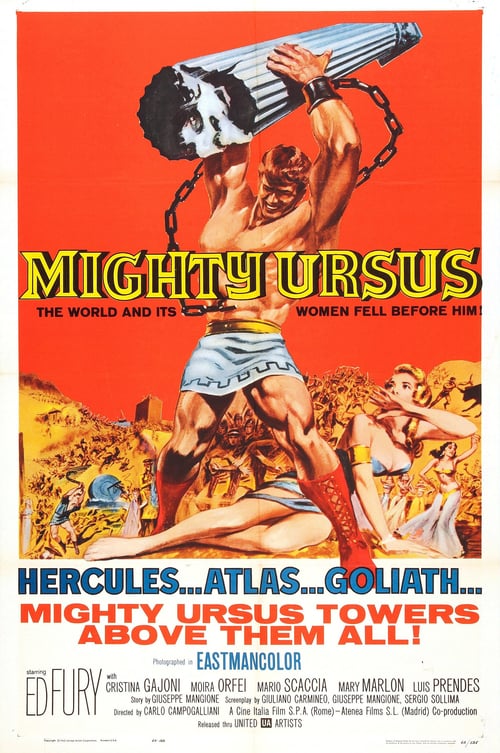 MIGHTY URSUS
THE WORLD AND ITS WOMEN FELL BEFORE HIM!
HERCULES...ATLAS...GOLIATH...
MIGHTY URSUS TOWERS
ABOVE THEM ALL!
Photographed in EASTMANCOLOR
starring
ED FURY
with
CRISTINA GAJONI MOIRA ORFEI MARIO SCACCIA MARY MARLON LUIS PRENDES
Story by GIUSEPPE MANGIONE Screenplay by GIULIANO CARMINEO, GIUSEPPE MANGIONE, SERGIO SOLLIMA
Directed by CARLO CAMPOGALLIANI A Cine Italia Film S.P.A. (Rome)—Atenea Films S.L. (Madrid) Co-production
Released thru UNITED UA ARTISTS